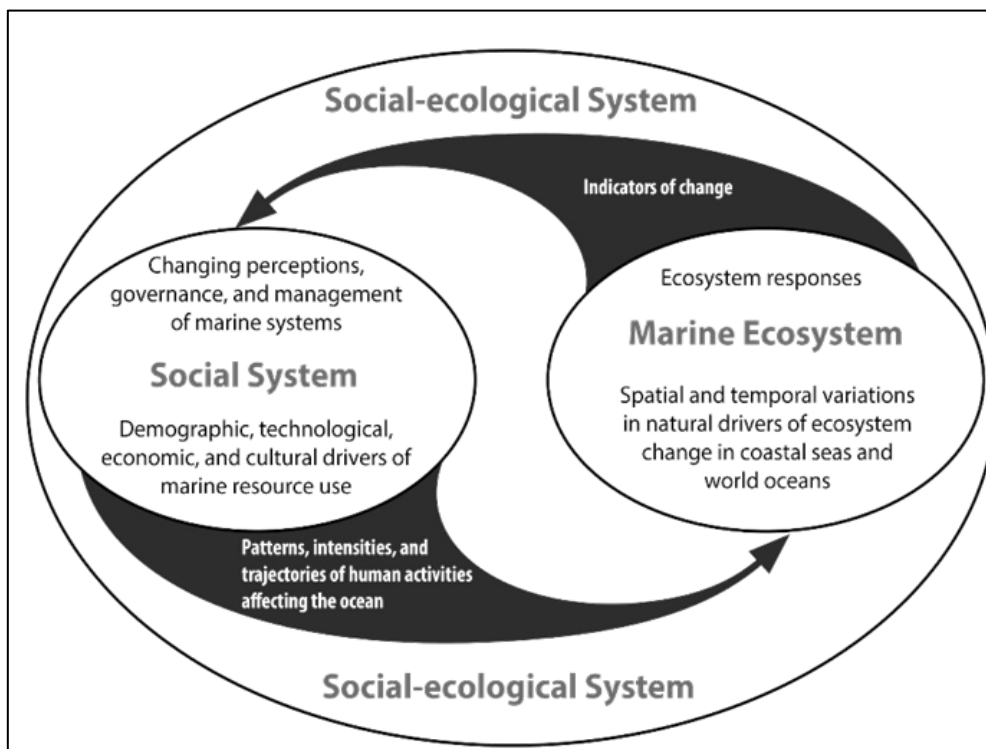 Social-ecological System
Indicators of change
Changing perceptions,
governance, and management
of marine systems
Social System
Demographic, technological,
economic, and cultural drivers of
marine resource use
Ecosystem responses
Marine Ecosystem
Spatial and temporal variations
in natural drivers of ecosystem
change in coastal seas and
world oceans
Patterns, intensities, and
trajectories of human activities
affecting the ocean
Social-ecological System